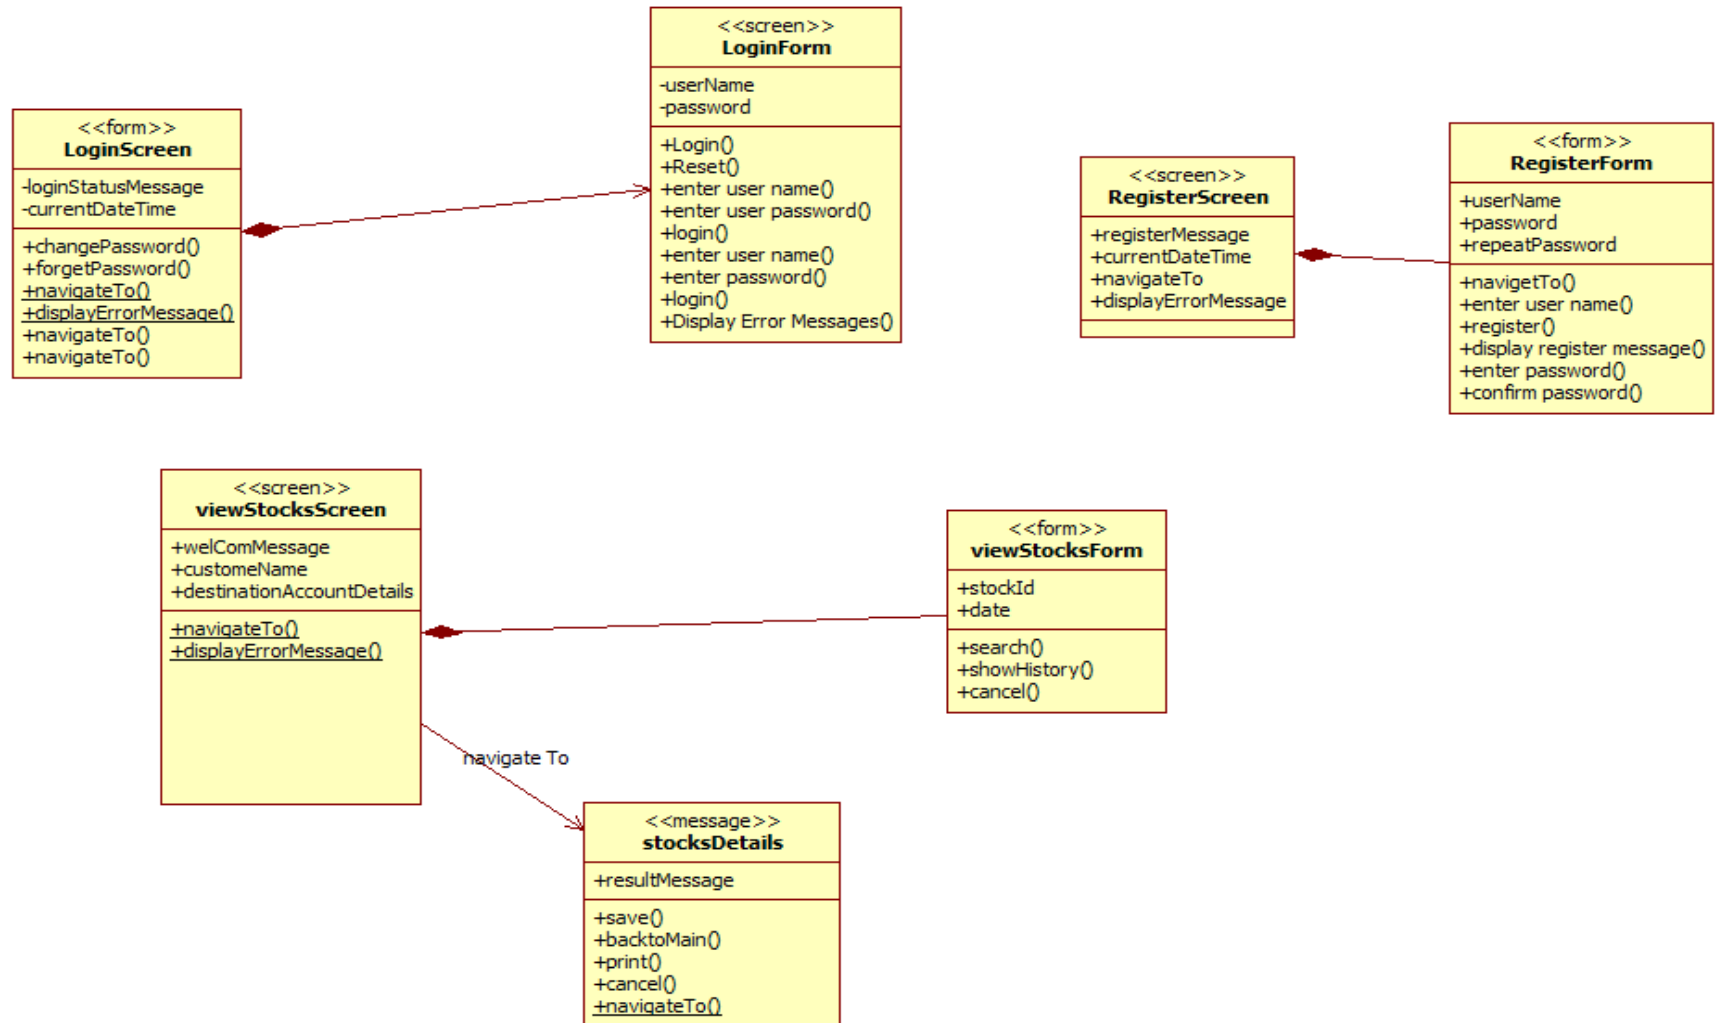 <<form>>
LoginScreen
-loginStatusMessage
-currentDateTime
+changePassword()
+forgetPassword()
+navigateTo()
+displayErrorMessage()
+navigateTo()
+navigateTo()
<<screen>>
LoginForm
-userName
-password
+Login()
+Reset()
+enter user name()
+enter user password()
+login()
+enter user name()
+enter password()
+login()
+Display Error Messages()
<<screen>>
RegisterScreen
+registerMessage
+currentDateTime
+navigateTo
+displayErrorMessage
<<form>>
RegisterForm
+userName
+password
+repeatPassword
+navigetTo()
+enter user name()
+register()
+display register message()
+enter password()
+confirm password()
<<screen>>
viewStocksScreen
+welComMessage
+customeName
+destinationAccountDetails
+navigateTo()
+displayErrorMessage()
<<form>>
viewStocksForm
+stockId
+date
+search()
+showHistory()
+cancel()
navigate To
<<message>>
stocksDetails
+resultMessage
+save()
+backtoMain()
+print()
+cancel()
+navigateTo()